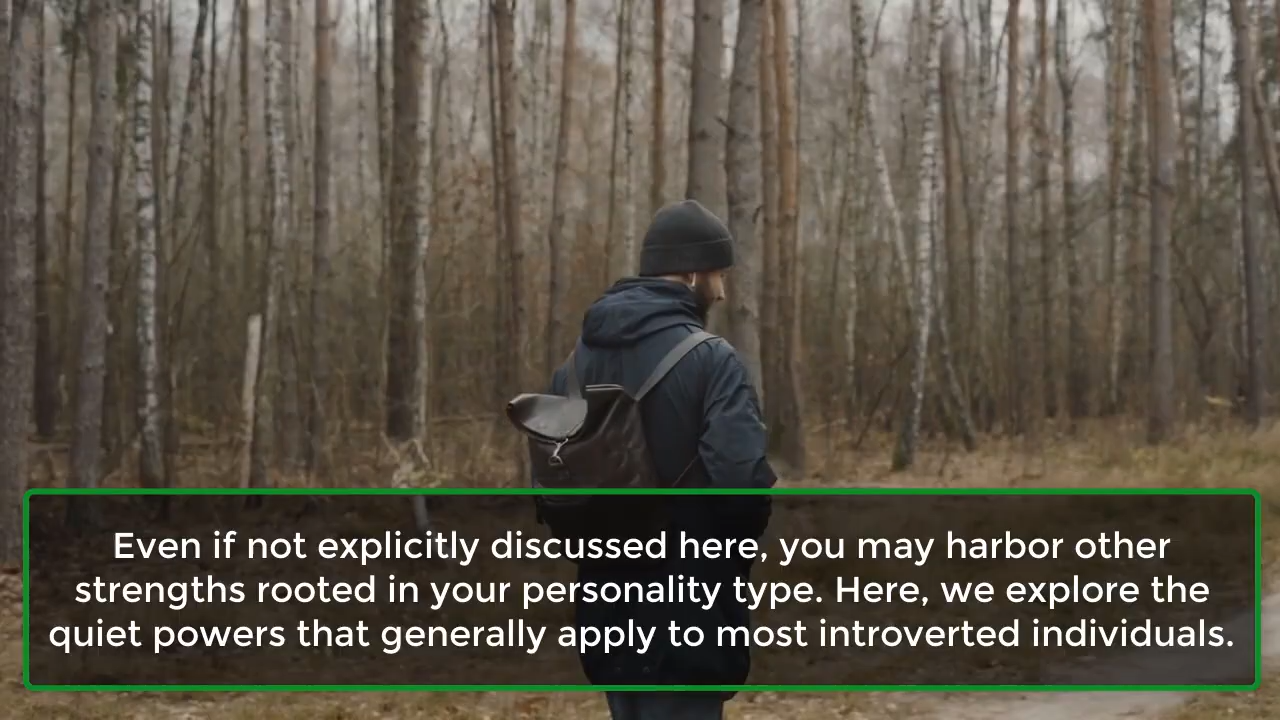 Even if not explicitly discussed here, you may harbor other
strengths rooted in your personality type. Here, we explore the
quiet powers that generally apply to most introverted individuals.